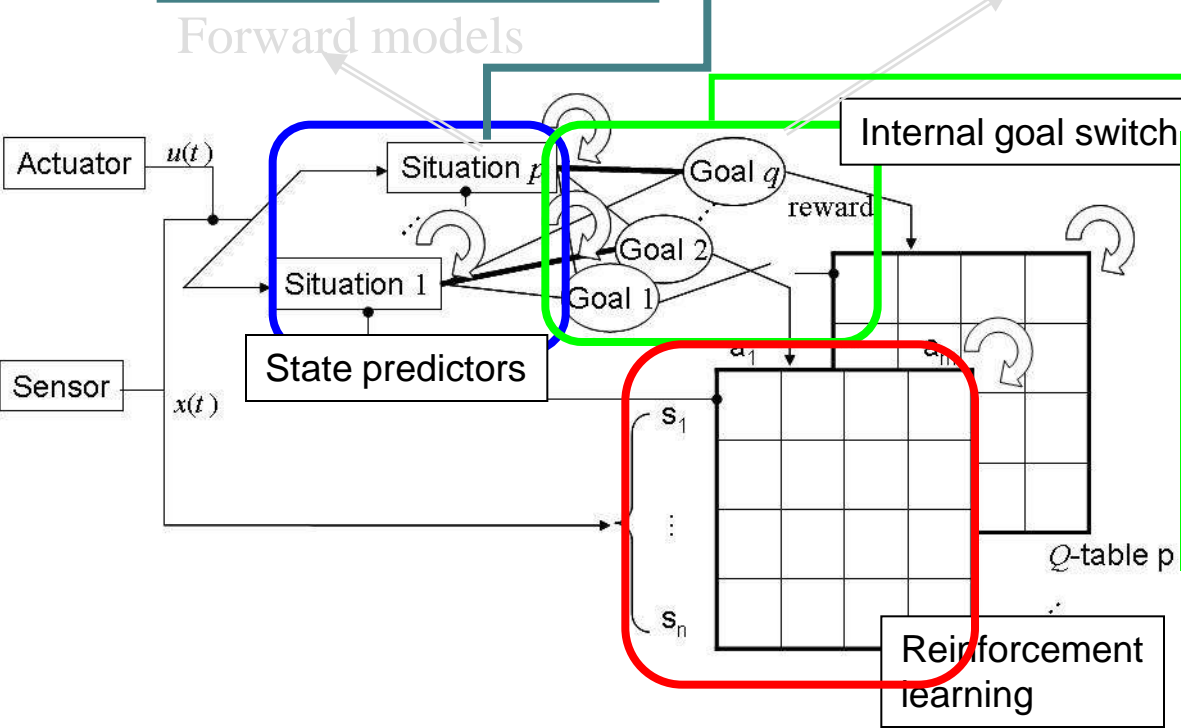 Forward models
Internal goal switch
Actuator
u(t)
Situation p
Goal q
reward
Goal 2
Situation 1
Goal 1
State predictors
a1
am
Sensor
x(t)
s1
⋮
sn
Q-table p
Reinforcement
learning